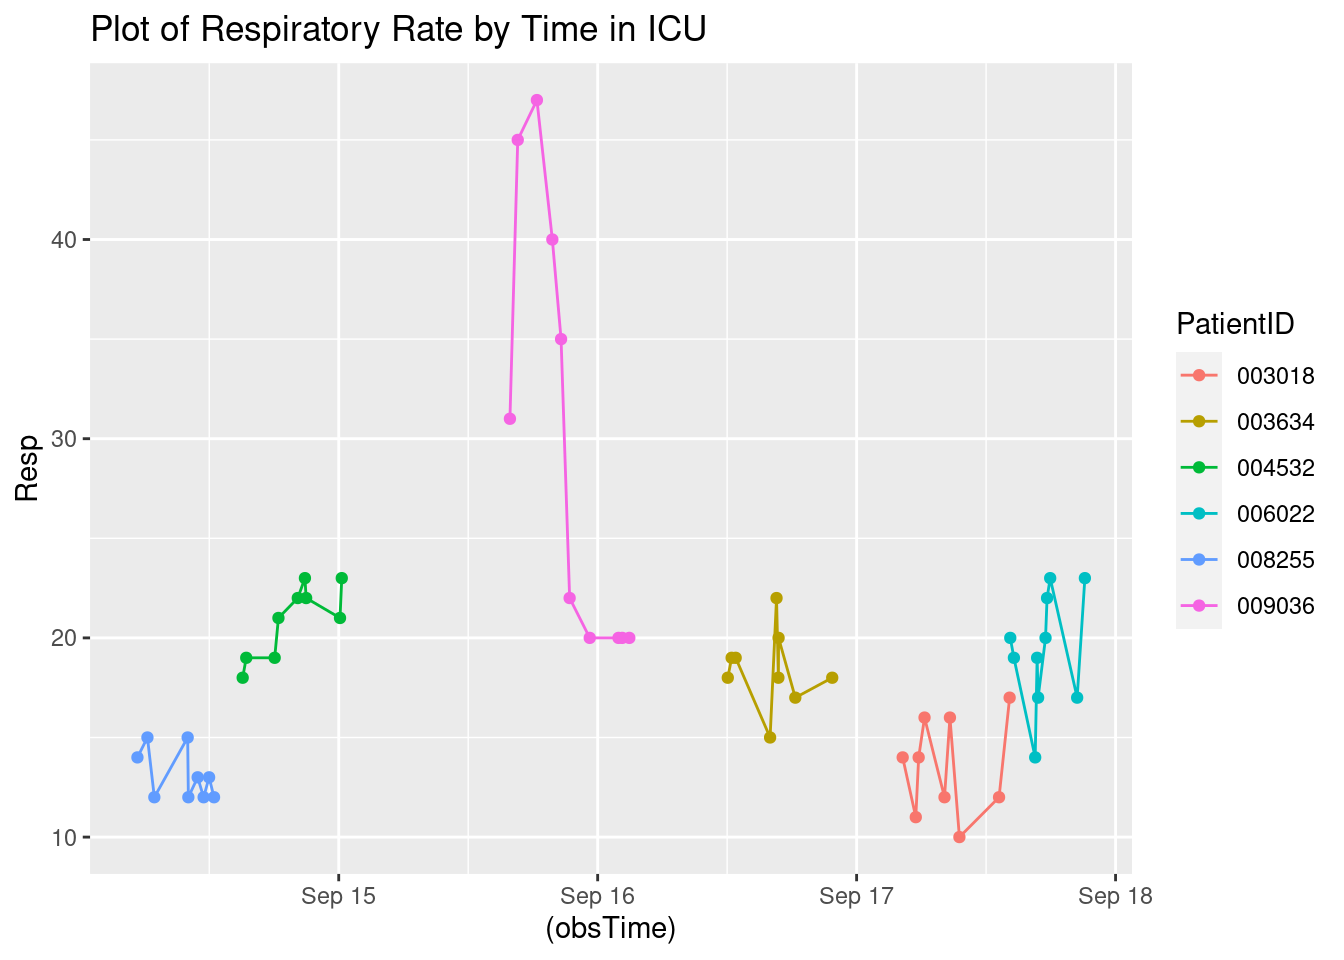 Plot of Respiratory Rate by Time in ICU
Resp
40
30
20
10
Sep 15
Sep 16
Sep 17
Sep 18
(obsTime)
PatientID
003018
003634
004532
006022
008255
009036